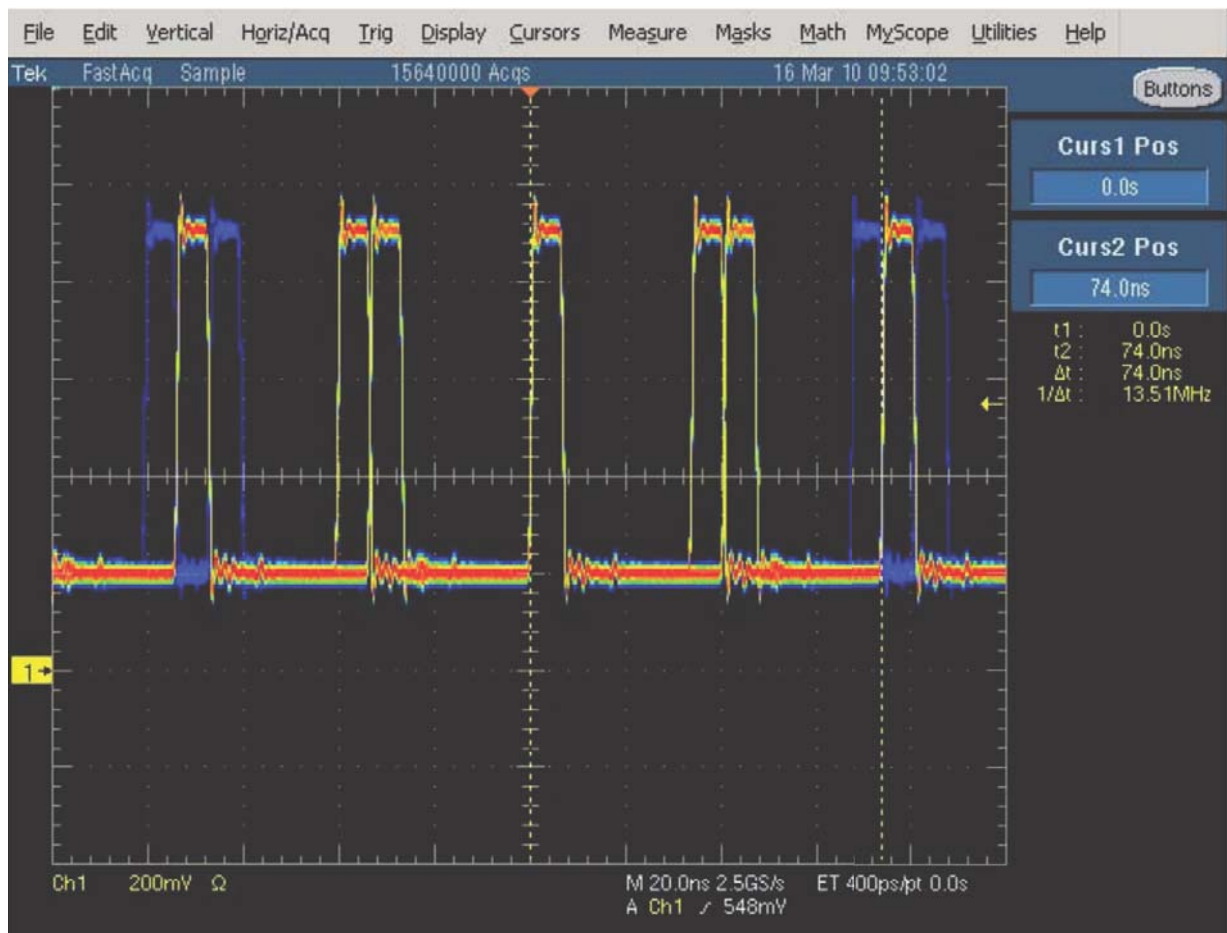 File Edit Vertical Horiz/Acq Trig Display Cursors Measure Masks Math MyScope Utilities Help
Tek FastAcq Sample 15640000 Acqs 16 Mar 10 09:53:02
Buttons
Curs1 Pos
0.0s
Curs2 Pos
74.0ns
t1 : 0.0s
t2 : 74.0ns
Δt : 74.0ns
1/Δt : 13.51MHz
1
Ch1 200mV Ω M 20.0ns 2.5GS/s ET 400ps/pt 0.0s
A Ch1 548mV